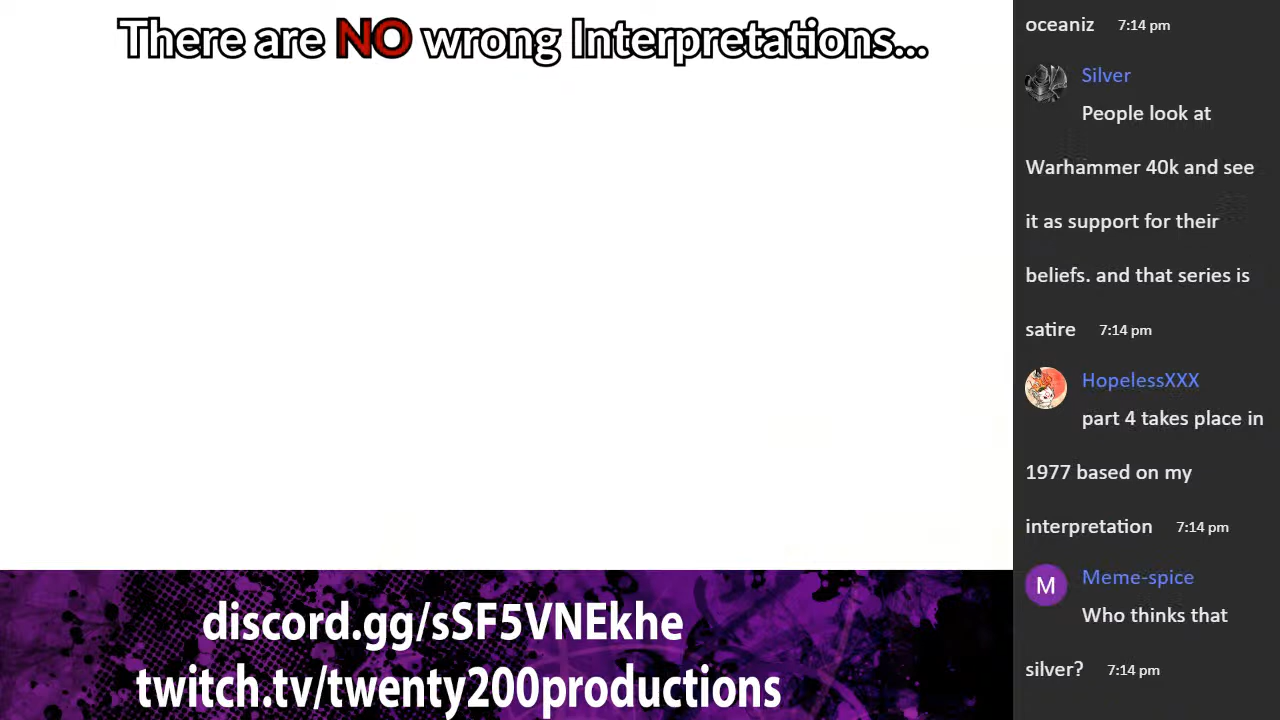 There are NO wrong Interpretations...
discord.gg/sSF5VNEkhe
twitch.tv/twenty200productions
oceaniz 7:14 pm
Silver
People look at
Warhammer 40k and see
it as support for their
beliefs. and that series is
satire 7:14 pm
HopelessXXX
part 4 takes place in
1977 based on my
interpretation 7:14 pm
M Meme-spice
Who thinks that
silver? 7:14 pm